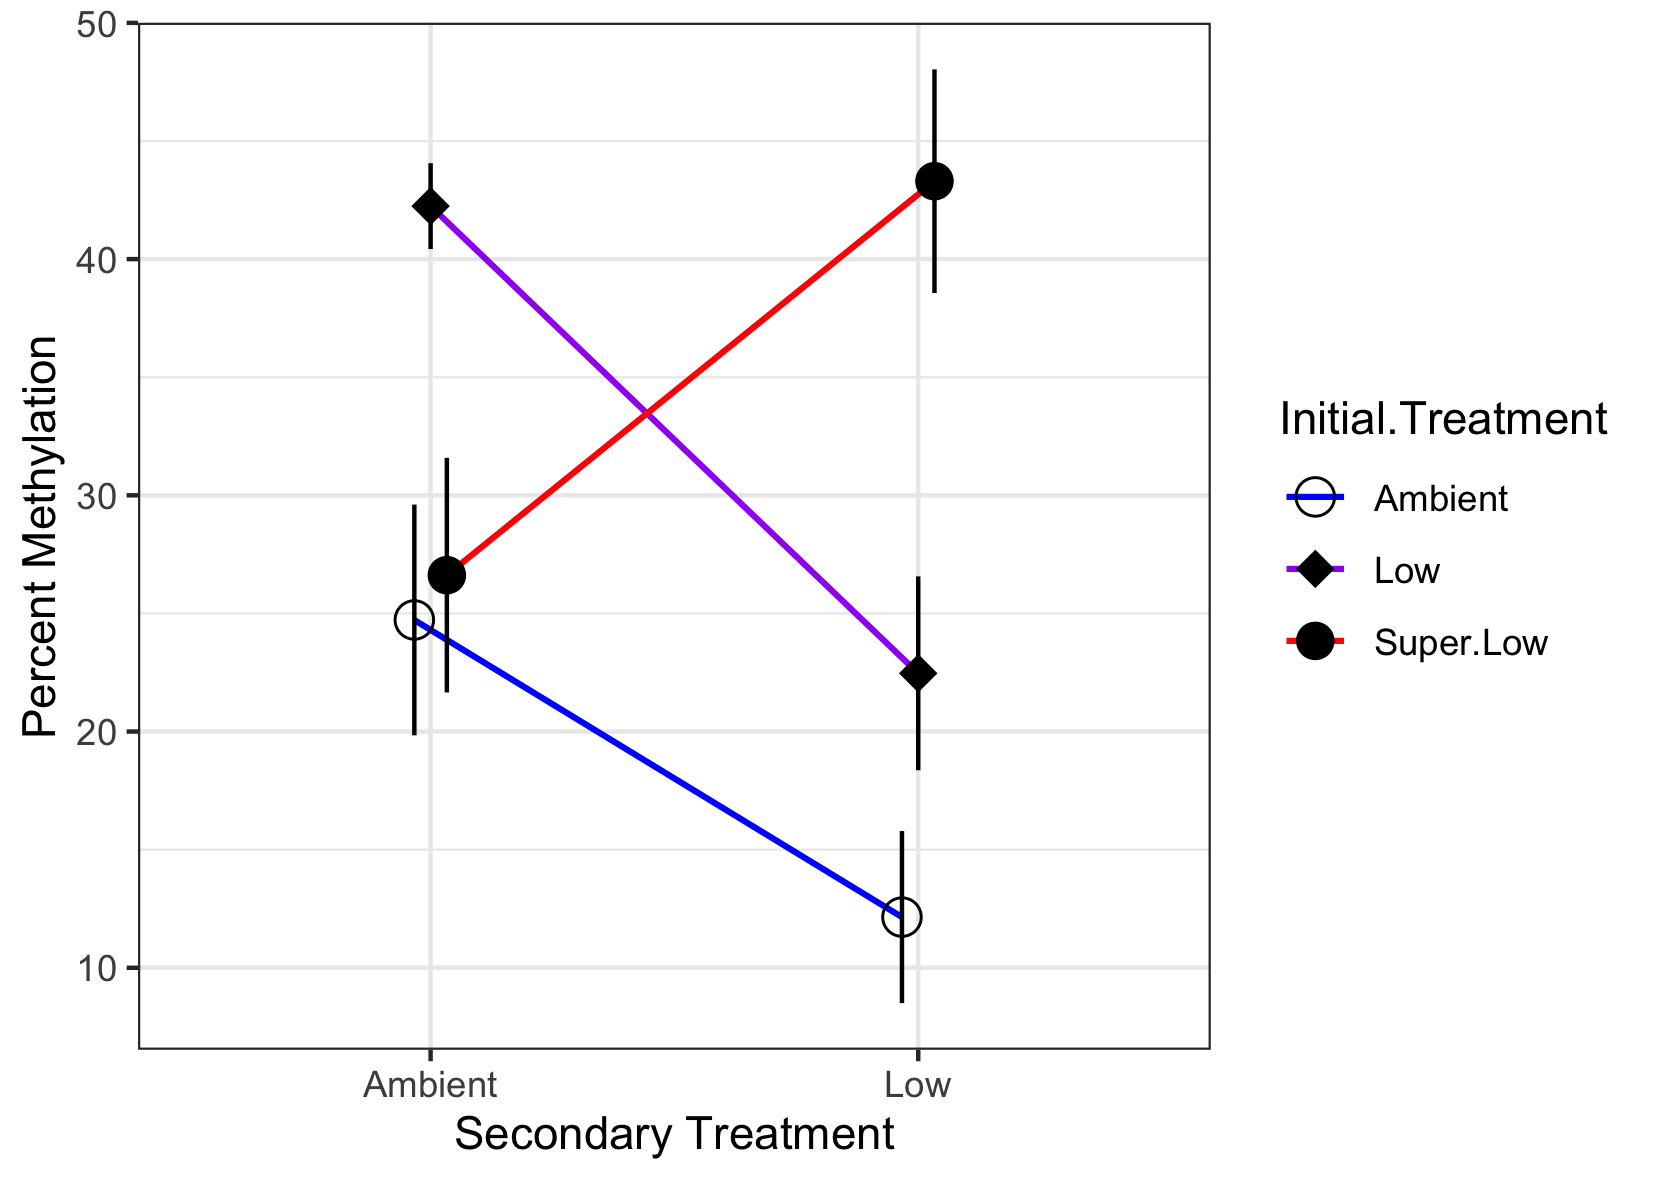 50
40
30
20
10
Percent Methylation
Ambient
Low
Secondary Treatment
Initial.Treatment
Ambient
Low
Super.Low